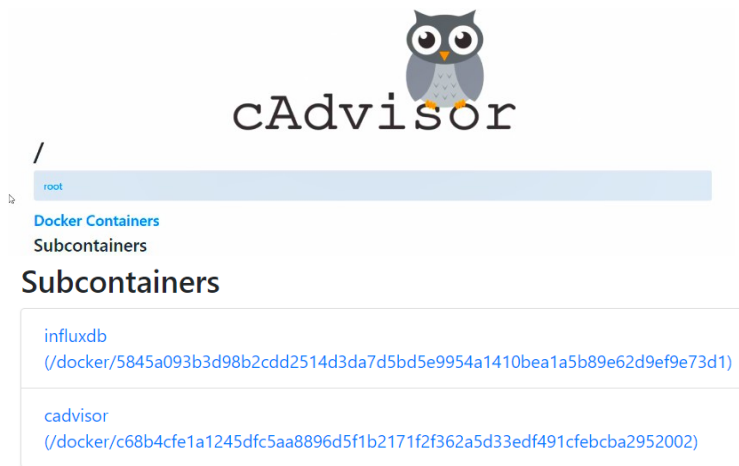 cAdvisor
/
root
Docker Containers
Subcontainers
Subcontainers
influxdb
(/docker/5845a093b3d98b2cdd2514d3da7d5bd5e9954a1410bea1a5b89e62d9ef9e73d1)
cadvisor
(/docker/c68b4cfe1a1245dfc5aa8896d5f1b2171f2f362a5d33edf491cfebcba2952002)